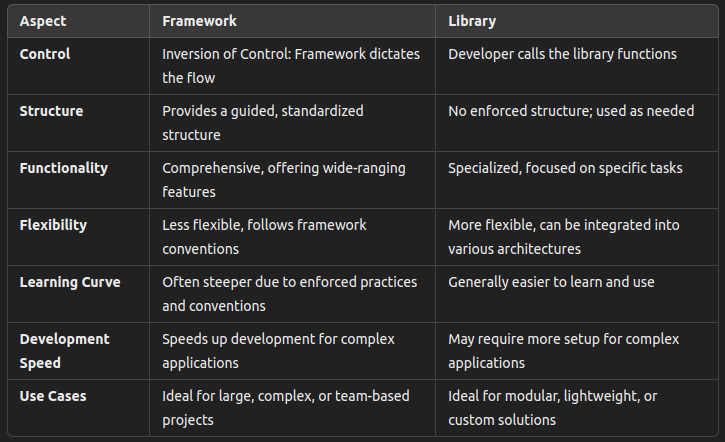 Aspect Framework Library
Control Inversion of Control: Framework dictates Developer calls the library functions
the flow
Structure Provides a guided, standardized No enforced structure; used as needed
structure
Functionality Comprehensive, offering wide-ranging Specialized, focused on specific tasks
features
Flexibility Less flexible, follows framework More flexible, can be integrated into
conventions various architectures
Learning Curve Often steeper due to enforced practices Generally easier to learn and use
and conventions
Development Speeds up development for complex May require more setup for complex
Speed applications applications
Use Cases Ideal for large, complex, or team-based Ideal for modular, lightweight, or
projects custom solutions